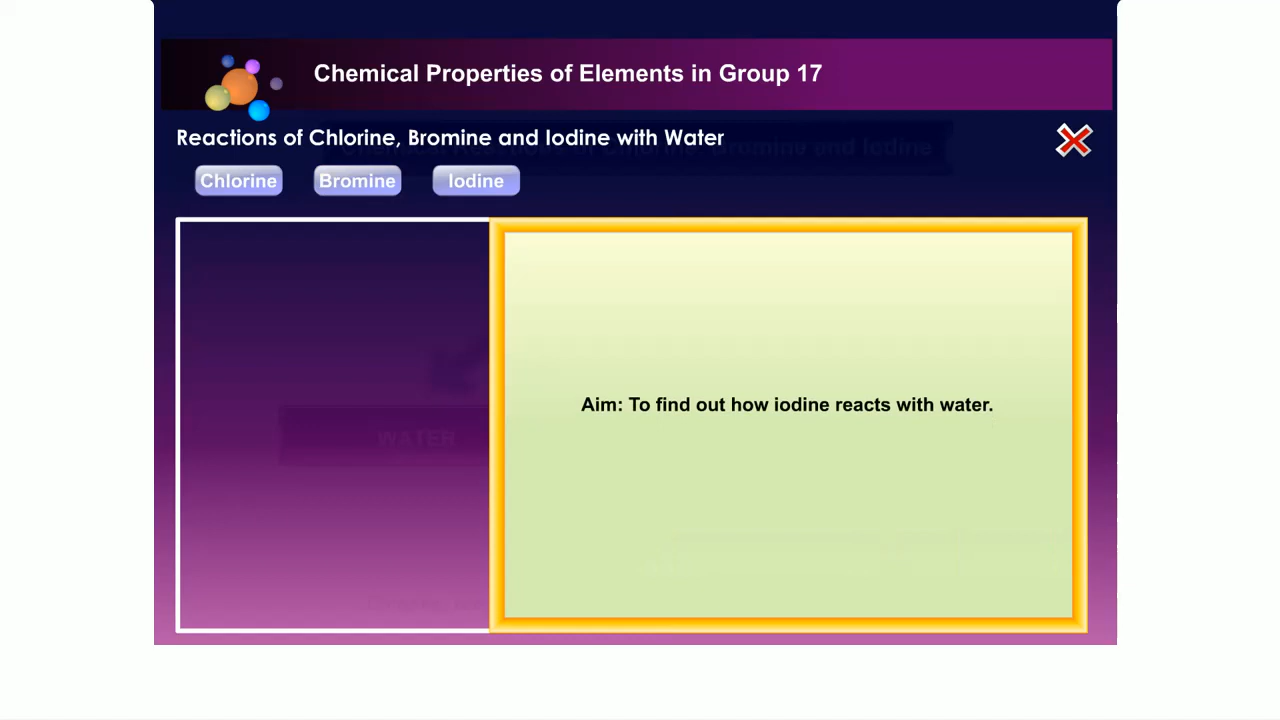 Chemical Properties of Elements in Group 17
Reactions of Chlorine, Bromine and Iodine with Water
Chlorine Bromine Iodine
WATER
Aim: To find out how iodine reacts with water.